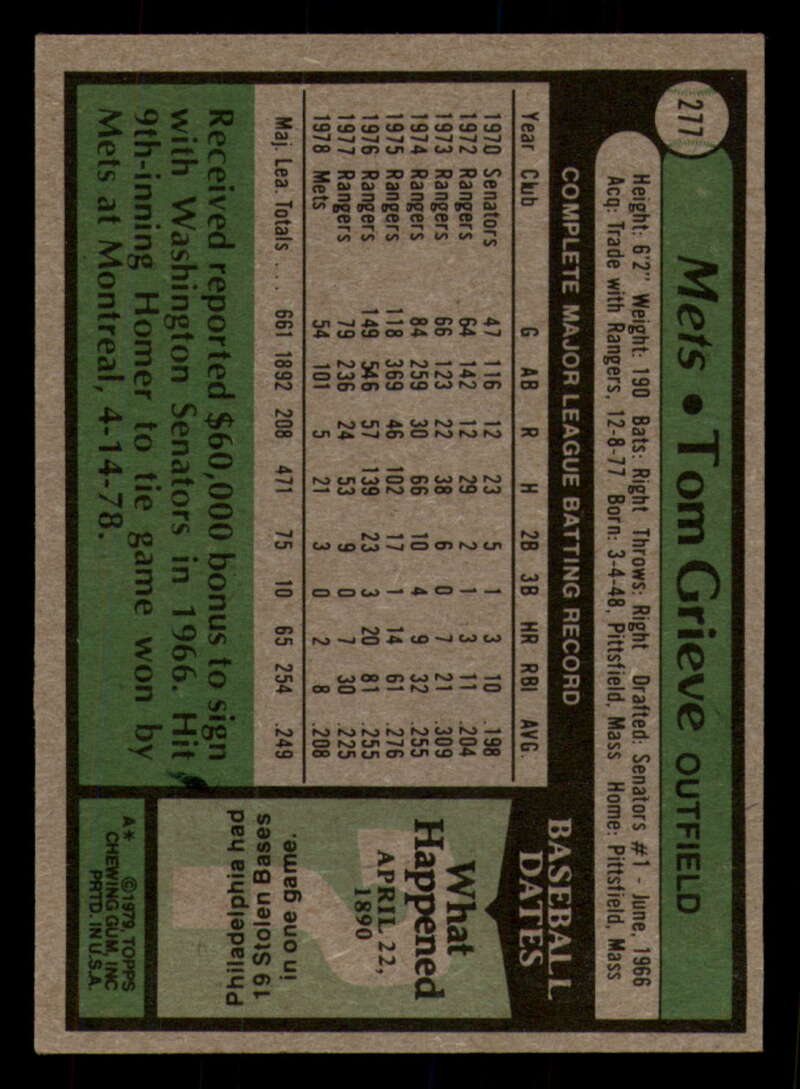 277
Mets • Tom Grieve OUTFIELD
Height: 6'2" Weight: 190 Bats: Right Throws: Right Drafted: Senators #1 - June, 1966
Acq: Trade with Rangers, 12-8-77 Born: 3-4-48, Pittsfield, Mass Home: Pittsfield, Mass
COMPLETE MAJOR LEAGUE BATTING RECORD
Year Club G AB R H 2B 3B HR RBI AVG.
1970 Senators 47 116 12 23 5 1 3 10 .198
1972 Rangers 64 142 12 29 2 1 3 11 .204
1973 Rangers 66 123 22 38 6 0 7 21 .309
1974 Rangers 84 259 30 66 10 4 9 32 .255
1975 Rangers 118 369 46 102 17 1 14 61 .276
1976 Rangers 149 546 57 139 23 3 20 81 .255
1977 Rangers 79 236 24 53 9 0 7 30 .225
1978 Mets 54 101 5 21 3 0 2 8 .208
Maj. Lea. Totals . . . 661 1892 208 471 75 10 65 254 .249
Received reported $60,000 bonus to sign
with Washington Senators in 1966. Hit
9th-inning Homer to tie game won by
Mets at Montreal, 4-14-78.
BASEBALL
DATES
What
Happened
APRIL 22,
1890
Philadelphia had
19 Stolen Bases
in one game.
A* ©1979, TOPPS
CHEWING GUM, INC
PRTD. IN U.S.A.